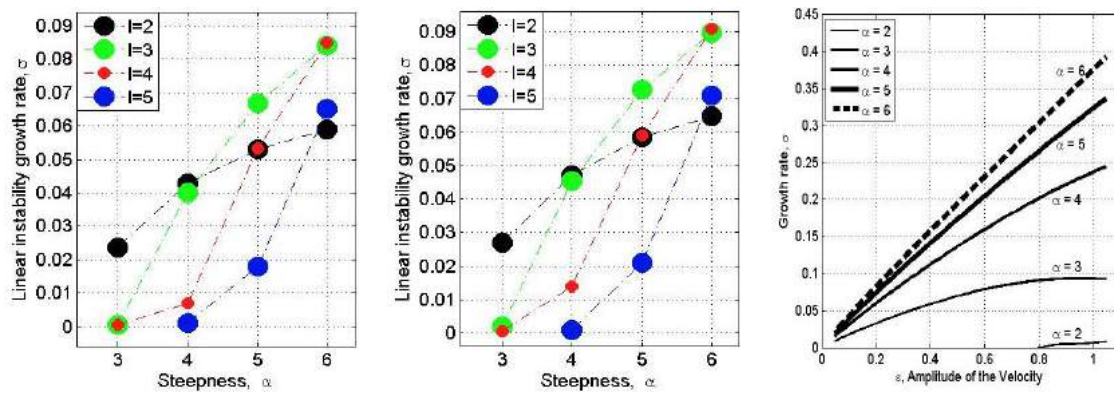 Linear instability growth rate, σ
0.09
0.08
0.07
0.06
0.05
0.04
0.03
0.02
0.01
0
l=2
l=3
l=4
l=5
3 4 5 6
Steepness, α
Linear instability growth rate, σ
0.09
0.08
0.07
0.06
0.05
0.04
0.03
0.02
0.01
0
l=2
l=3
l=4
l=5
3 4 5 6
Steepness, α
Growth rate, σ
0.45
0.4
0.35
0.3
0.25
0.2
0.15
0.1
0.05
0
α = 2
α = 3
α = 4
α = 5
α = 6
α = 6
α = 5
α = 4
α = 3
α = 2
0 0.2 0.4 0.6 0.8 1
ε, Amplitude of the Velocity